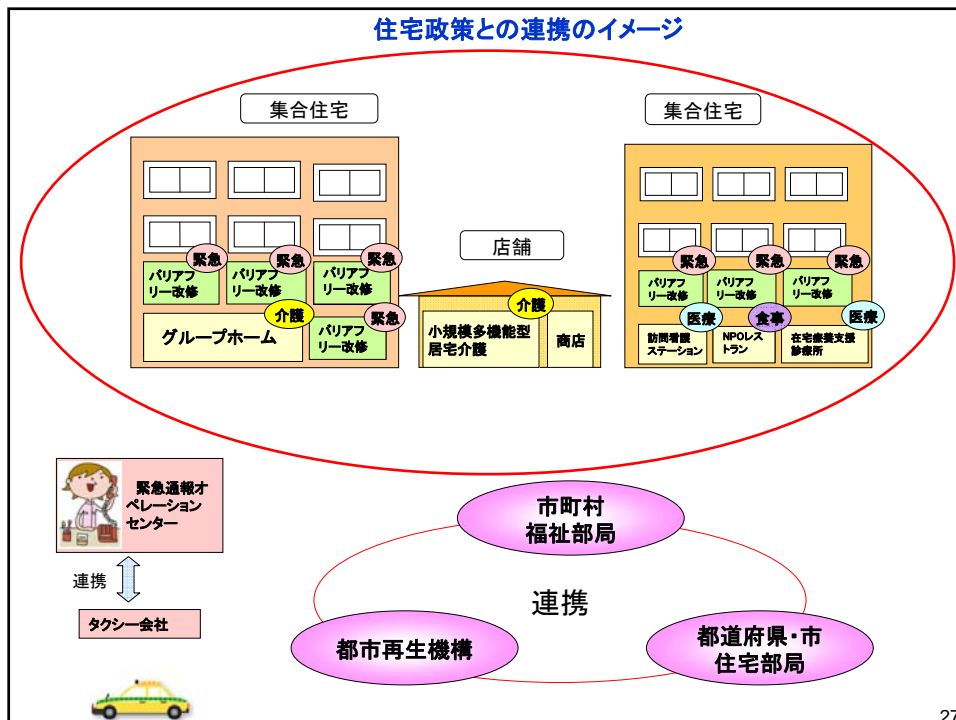 住宅政策との連携のイメージ
集合住宅
集合住宅
店舗
緊急
緊急
緊急
バリアフ
リー改修
バリアフ
リー改修
バリアフ
リー改修
介護
グループホーム
緊急
バリアフ
リー改修
介護
小規模多機能型
居宅介護
商店
緊急
緊急
緊急
バリアフ
リー改修
バリアフ
リー改修
バリアフ
リー改修
医療
食事
医療
訪問看護
ステーション
NPOレス
トラン
在宅療養支援
診療所
緊急通報オ
ペレーション
センター
連携
タクシー会社
市町村
福祉部局
連携
都市再生機構
都道府県・市
住宅部局
27